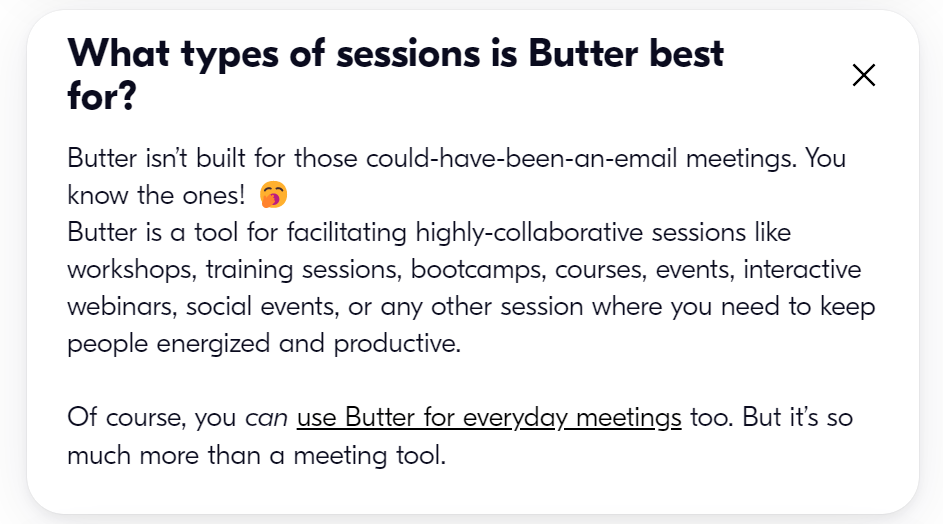 What types of sessions is Butter best
for?
Butter isn't built for those could-have-been-an-email meetings. You
know the ones! 🥱
Butter is a tool for facilitating highly-collaborative sessions like
workshops, training sessions, bootcamps, courses, events, interactive
webinars, social events, or any other session where you need to keep
people energized and productive.
Of course, you can use Butter for everyday meetings too. But it's so
much more than a meeting tool.